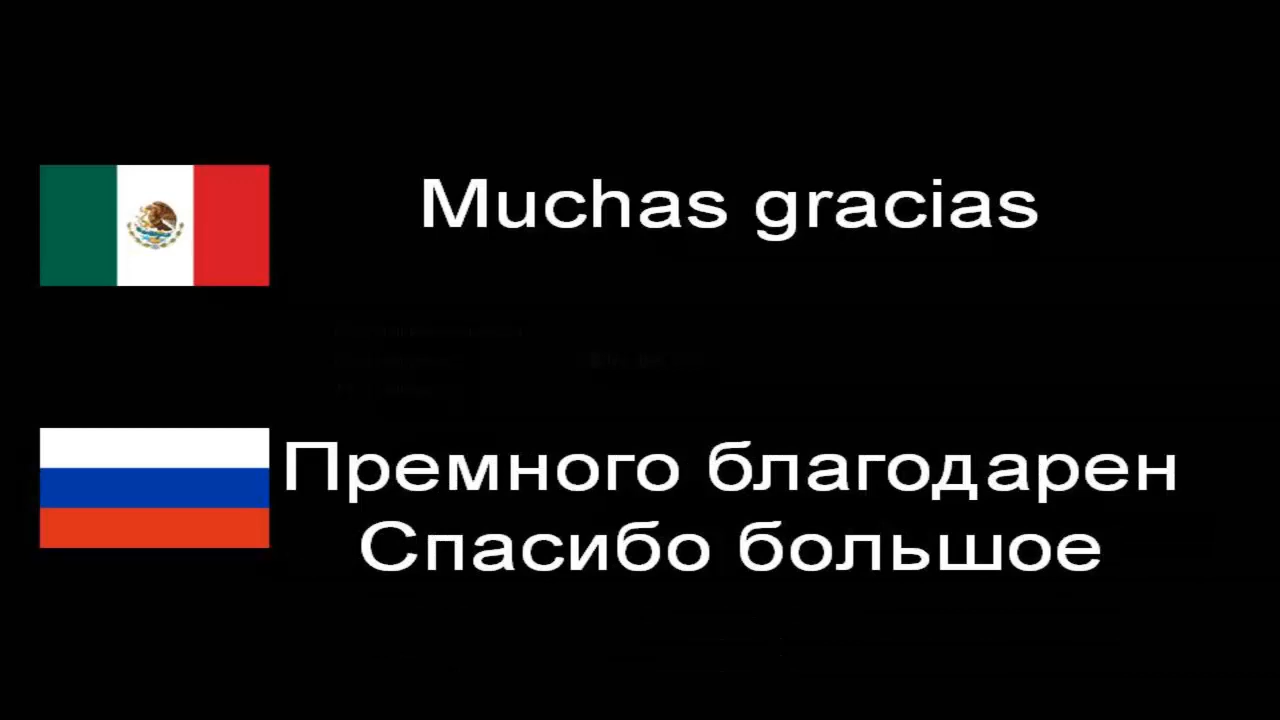 Muchas gracias
Премного благодарен
Спасибо большое